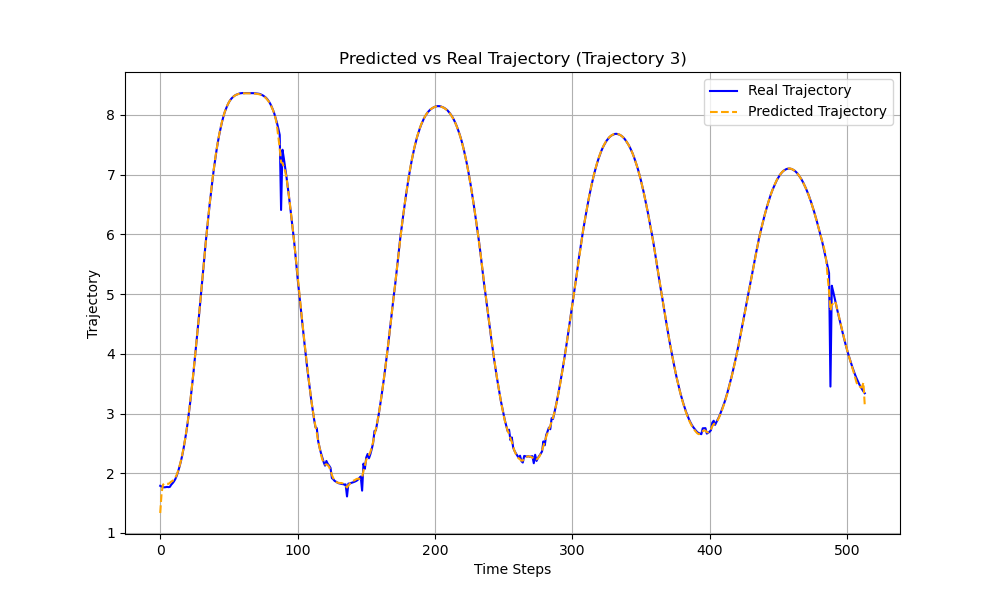 Predicted vs Real Trajectory (Trajectory 3)
Real Trajectory
Predicted Trajectory
Trajectory
8
7
6
5
4
3
2
1
0
100
200
300
400
500
Time Steps